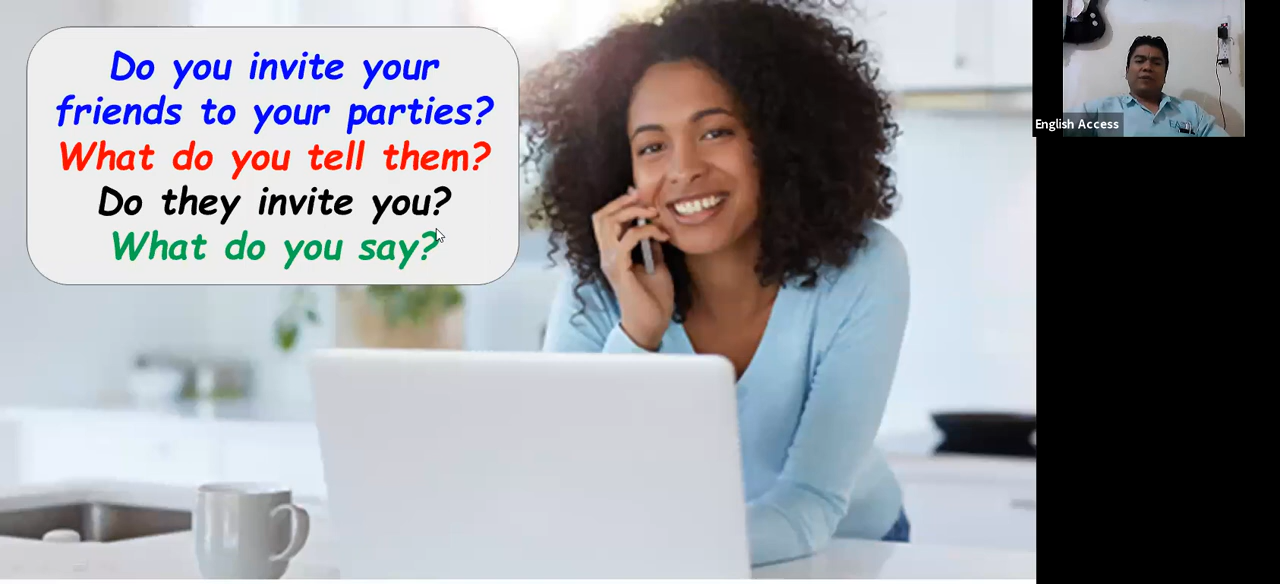 Do you invite your
friends to your parties?
What do you tell them?
Do they invite you?
What do you say?
English Access